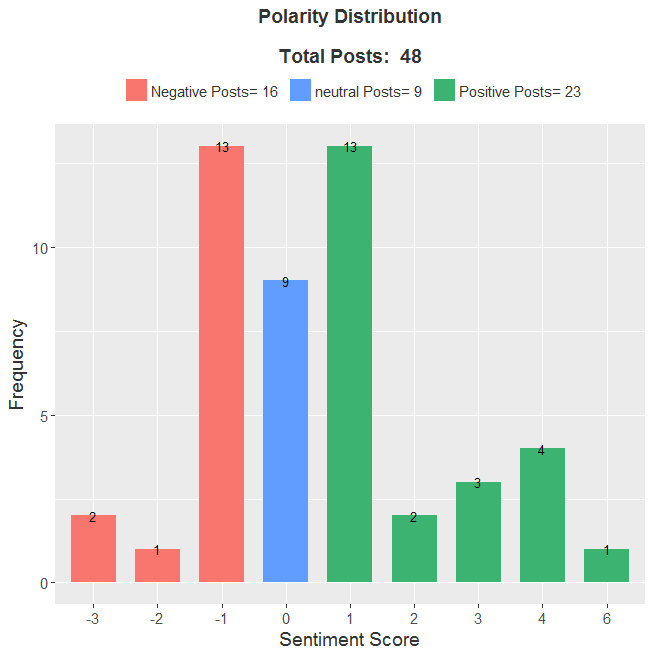 Polarity Distribution
Total Posts:  48
Negative Posts= 16 neutral Posts= 9 Positive Posts= 23
13 13
10
9
Frequency
5
4
3
2 2
1 1
0
-3 -2 -1 0 1 2 3 4 6
Sentiment Score